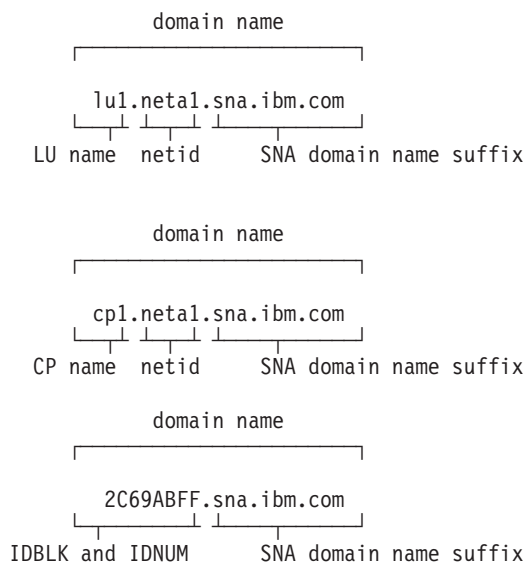 domain name
lu1.neta1.sna.ibm.com
LU name netid SNA domain name suffix
domain name
cp1.neta1.sna.ibm.com
CP name netid SNA domain name suffix
domain name
2C69ABFF.sna.ibm.com
IDBLK and IDNUM SNA domain name suffix